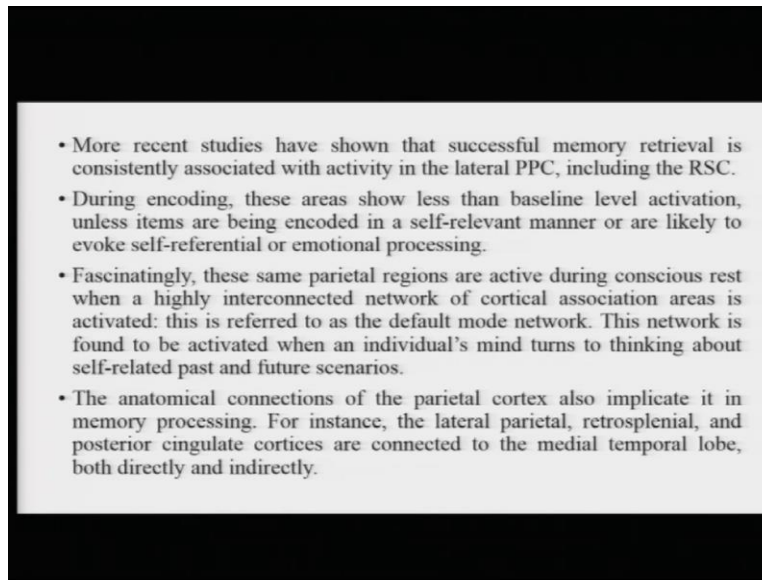 • More recent studies have shown that successful memory retrieval is
consistently associated with activity in the lateral PPC, including the RSC.
• During encoding, these areas show less than baseline level activation,
unless items are being encoded in a self-relevant manner or are likely to
evoke self-referential or emotional processing.
• Fascinatingly, these same parietal regions are active during conscious rest
when a highly interconnected network of cortical association areas is
activated: this is referred to as the default mode network. This network is
found to be activated when an individual's mind turns to thinking about
self-related past and future scenarios.
• The anatomical connections of the parietal cortex also implicate it in
memory processing. For instance, the lateral parietal, retrosplenial, and
posterior cingulate cortices are connected to the medial temporal lobe,
both directly and indirectly.